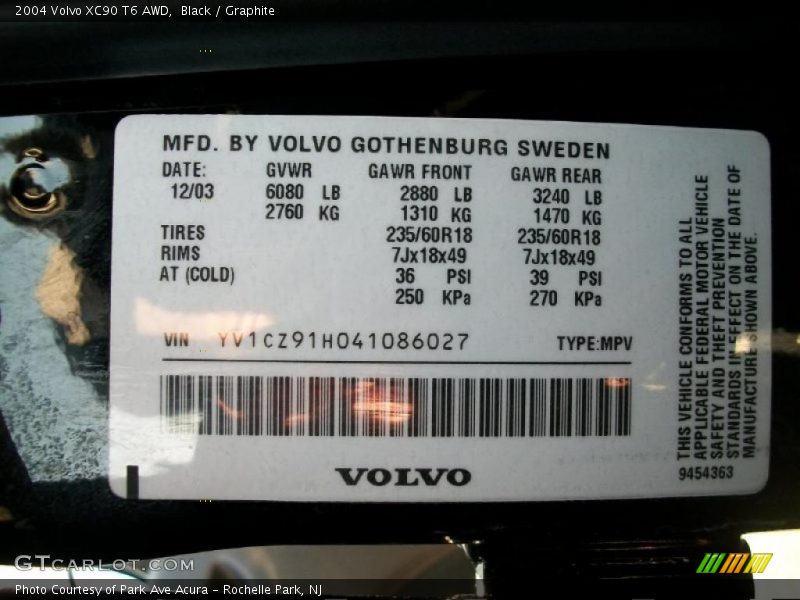 2004 Volvo XC90 T6 AWD, Black / Graphite
MFD. BY VOLVO GOTHENBURG SWEDEN
DATE: GVWR GAWR FRONT GAWR REAR
12/03 6080 LB 2880 LB 3240 LB
2760 KG 1310 KG 1470 KG
TIRES 235/60R18 235/60R18
RIMS 7Jx18x49 7Jx18x49
AT (COLD) 36 PSI 39 PSI
250 KPa 270 KPa
VIN YV1CZ91H041086027 TYPE:MPV
VOLVO
THIS VEHICLE CONFORMS TO ALL
APPLICABLE FEDERAL MOTOR VEHICLE
SAFETY AND THEFT PREVENTION
STANDARDS IN EFFECT ON THE DATE OF
MANUFACTURE SHOWN ABOVE.
9454363
GTCarLot.com
Photo Courtesy of Park Ave Acura – Rochelle Park, NJ